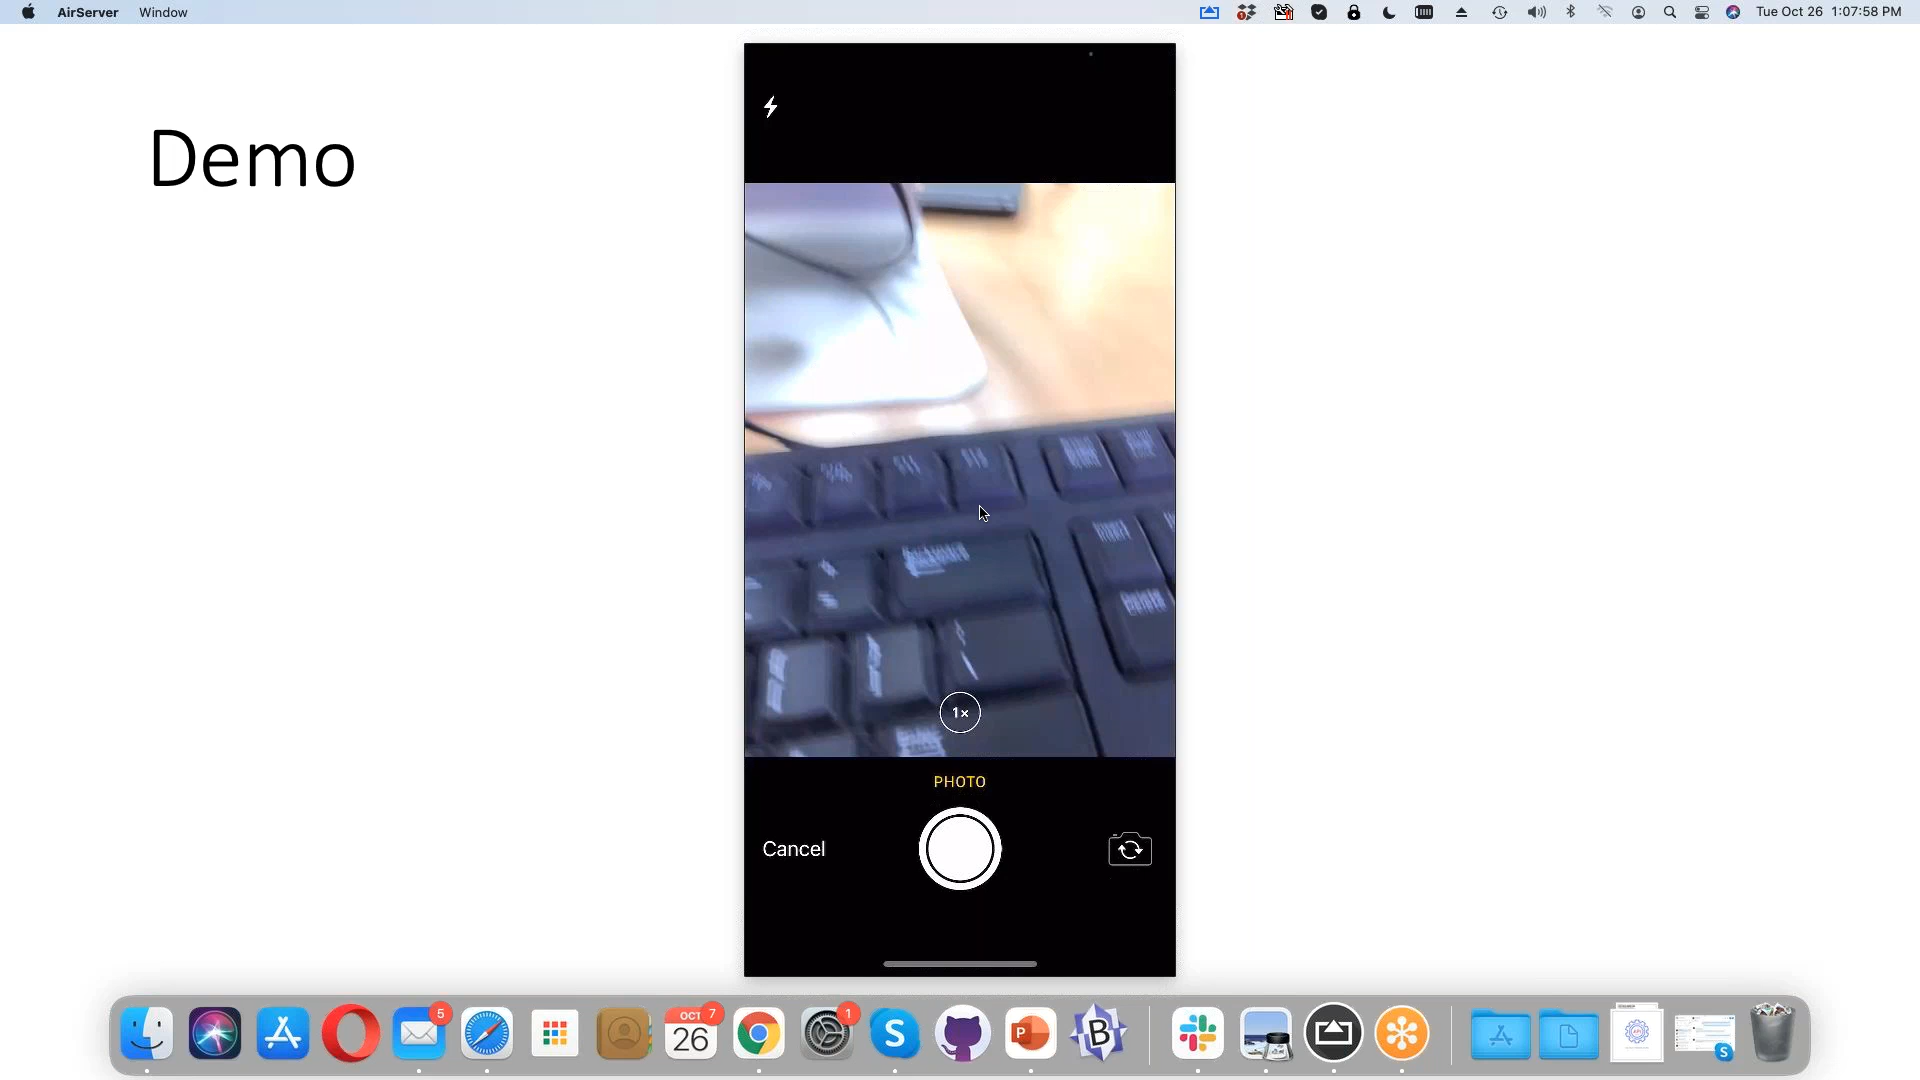 AirServer Window
Tue Oct 26 1:07:58 PM
Demo
1×
PHOTO
Cancel
5
OCT 7
26
1